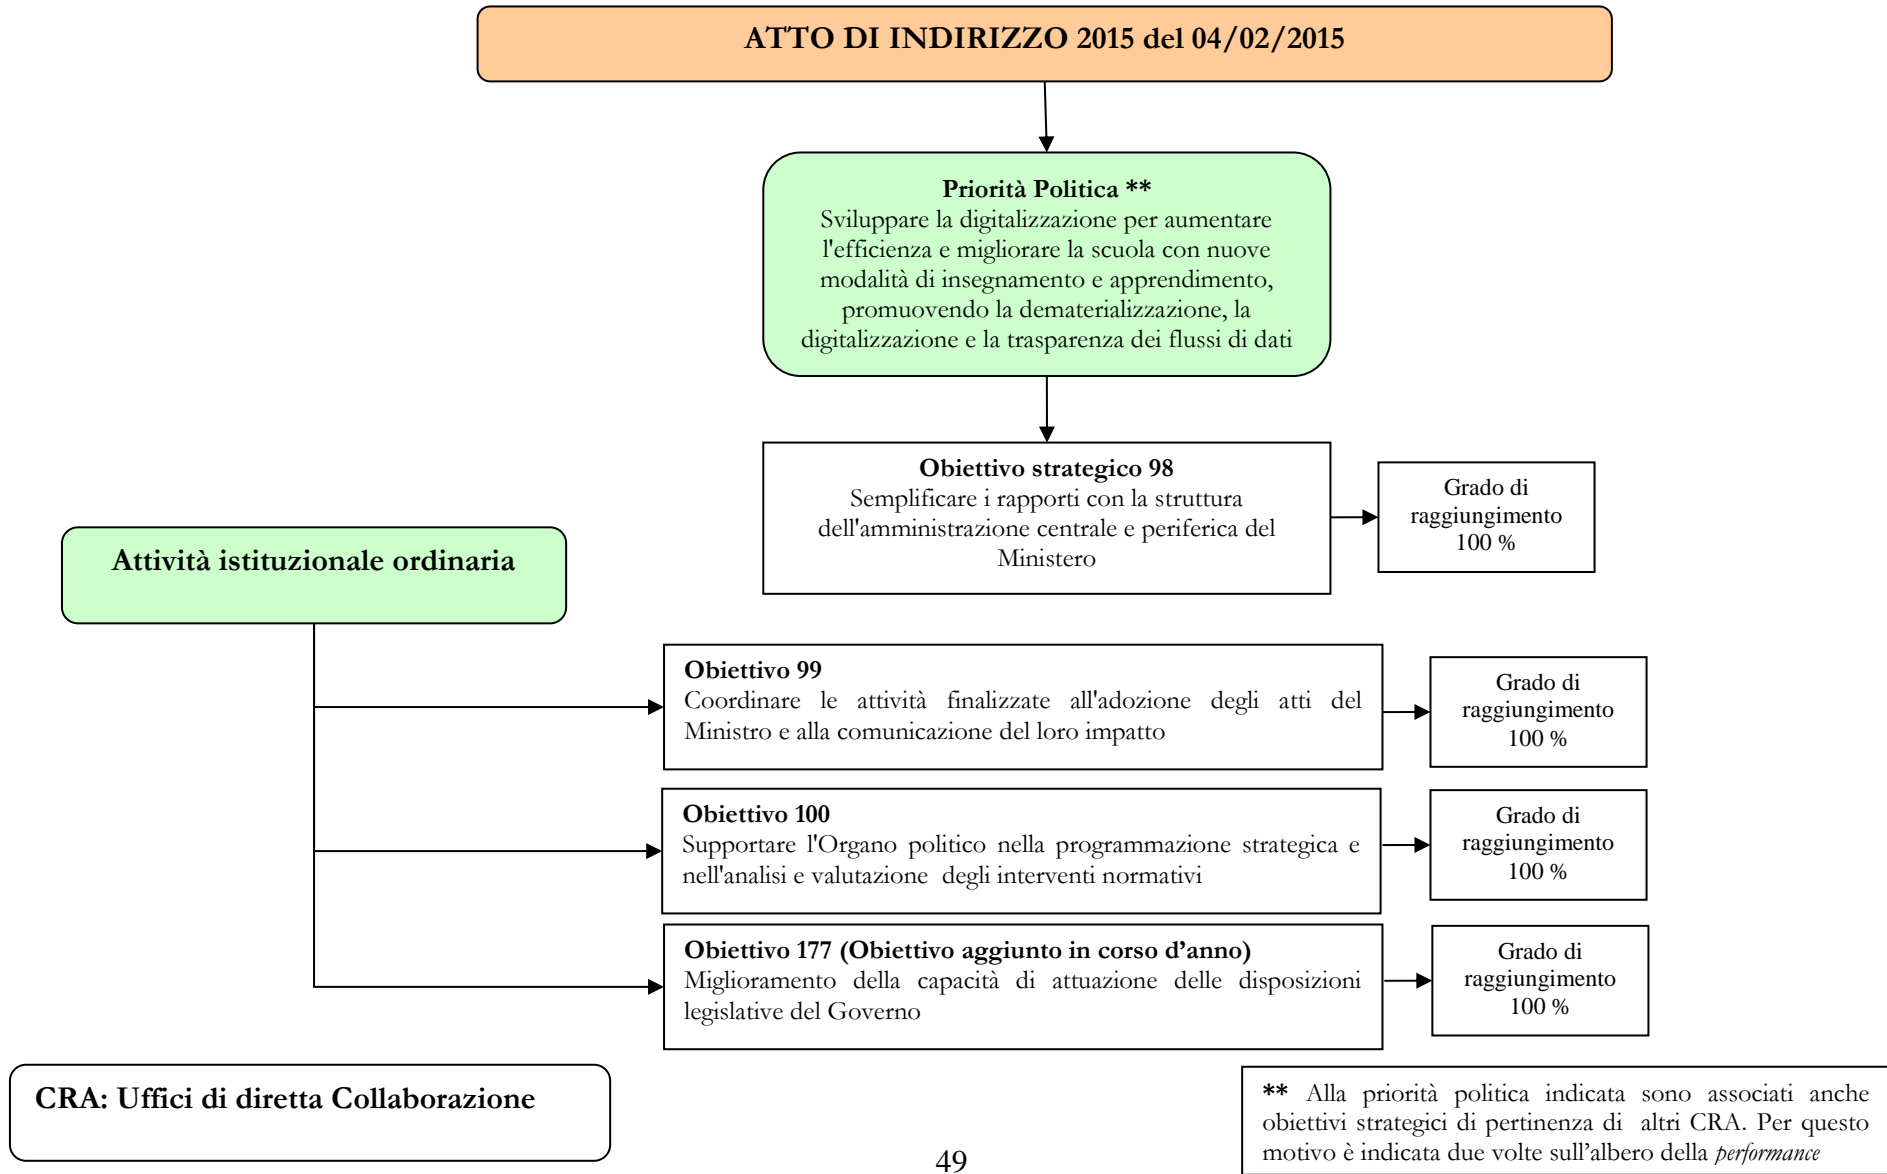 ATTO DI INDIRIZZO 2015 del 04/02/2015
Priorità Politica **
Sviluppare la digitalizzazione per aumentare
l'efficienza e migliorare la scuola con nuove
modalità di insegnamento e apprendimento,
promuovendo la dematerializzazione, la
digitalizzazione e la trasparenza dei flussi di dati
Obiettivo strategico 98
Semplificare i rapporti con la struttura
dell'amministrazione centrale e periferica del
Ministero
Grado di
raggiungimento
100 %
Attività istituzionale ordinaria
Obiettivo 99
Coordinare le attività finalizzate all'adozione degli atti del
Ministro e alla comunicazione del loro impatto
Grado di
raggiungimento
100 %
Obiettivo 100
Supportare l'Organo politico nella programmazione strategica e
nell'analisi e valutazione degli interventi normativi
Grado di
raggiungimento
100 %
Obiettivo 177 (Obiettivo aggiunto in corso d’anno)
Miglioramento della capacità di attuazione delle disposizioni
legislative del Governo
Grado di
raggiungimento
100 %
CRA: Uffici di diretta Collaborazione
** Alla priorità politica indicata sono associati anche
obiettivi strategici di pertinenza di altri CRA. Per questo
motivo è indicata due volte sull’albero della performance
49